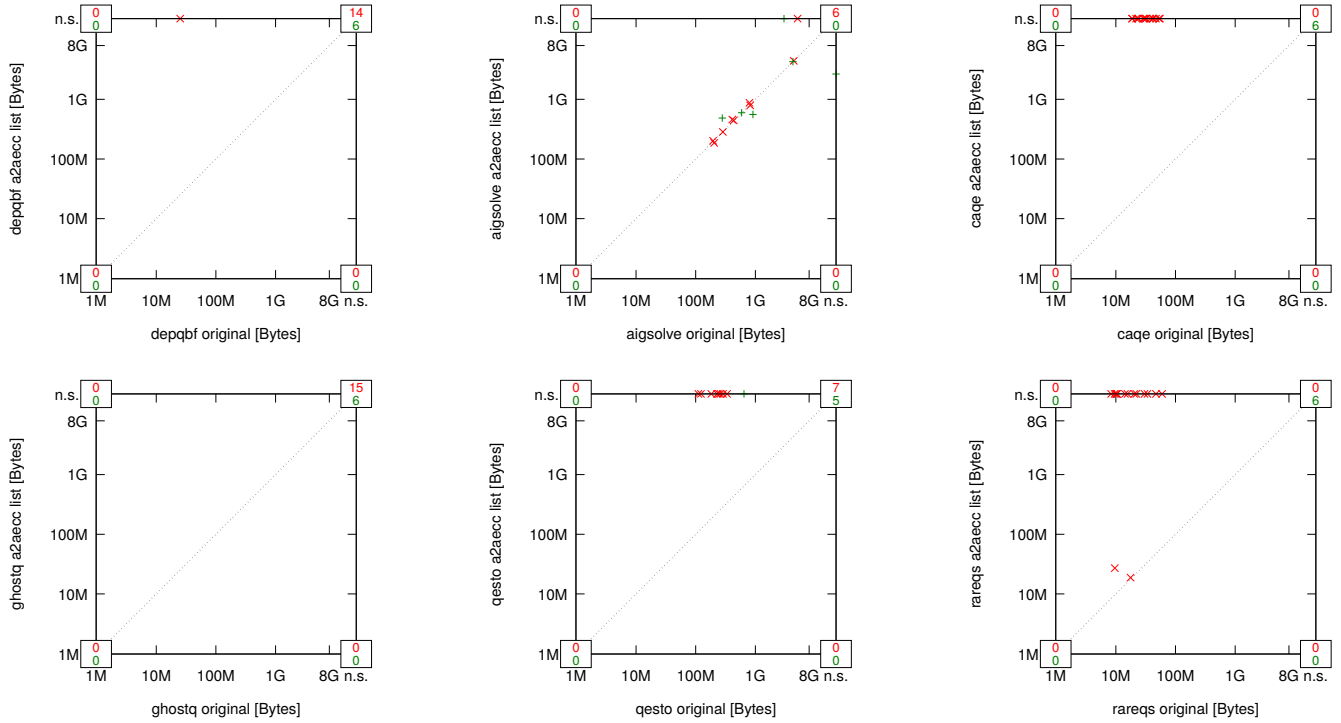 n.s. 0 0 14 6
8G
1G
100M
10M
1M 0 0 0 0
1M 10M 100M 1G 8G n.s.
depqbf a2aecc list [Bytes]
depqbf original [Bytes]
n.s. 0 0 6 0
8G
1G
100M
10M
1M 0 0 0 0
1M 10M 100M 1G 8G n.s.
aigsolve a2aecc list [Bytes]
aigsolve original [Bytes]
n.s. 0 0 0 6
8G
1G
100M
10M
1M 0 0 0 0
1M 10M 100M 1G 8G n.s.
caqe a2aecc list [Bytes]
caqe original [Bytes]
n.s. 0 0 15 6
8G
1G
100M
10M
1M 0 0 0 0
1M 10M 100M 1G 8G n.s.
ghostq a2aecc list [Bytes]
ghostq original [Bytes]
n.s. 0 0 7 5
8G
1G
100M
10M
1M 0 0 0 0
1M 10M 100M 1G 8G n.s.
qesto a2aecc list [Bytes]
qesto original [Bytes]
n.s. 0 0 0 6
8G
1G
100M
10M
1M 0 0 0 0
1M 10M 100M 1G 8G n.s.
rareqs a2aecc list [Bytes]
rareqs original [Bytes]